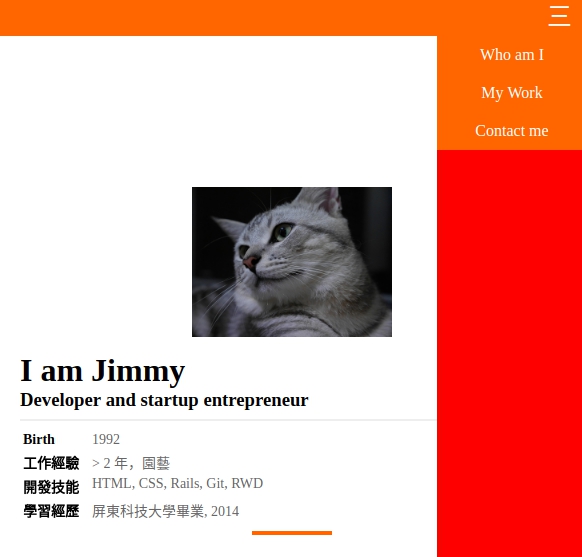 Who am I
My Work
Contact me
I am Jimmy
Developer and startup entrepreneur
Birth 1992
工作經驗 > 2 年，園藝
開發技能 HTML, CSS, Rails, Git, RWD
學習經歷 屏東科技大學畢業, 2014